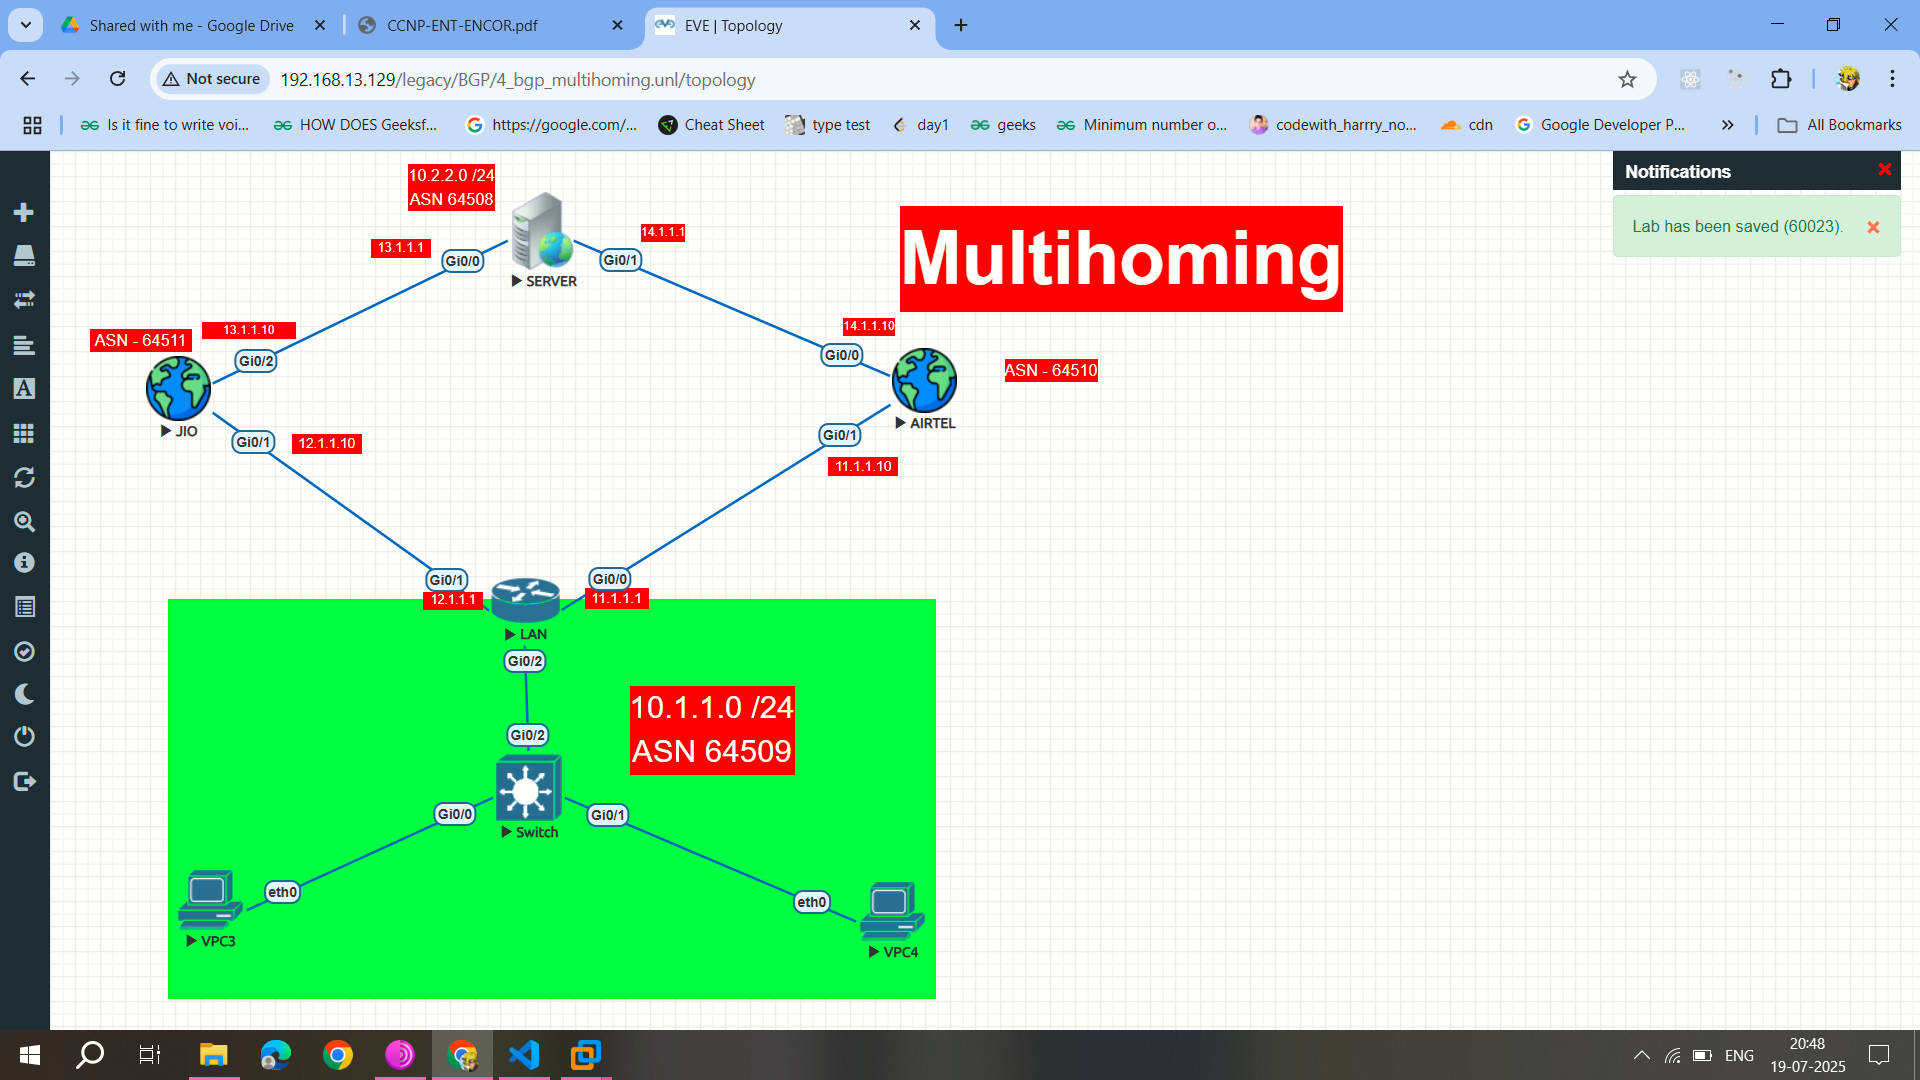 Shared with me - Google Drive
CCNP-ENT-ENCOR.pdf
EVE | Topology
Not secure
192.168.13.129/legacy/BGP/4_bgp_multihoming.unl/topology
Is it fine to write voi...
HOW DOES Geeksf...
https://google.com/...
Cheat Sheet
type test
day1
geeks
Minimum number o...
codewith_harrry_no...
cdn
Google Developer P...
All Bookmarks
Notifications
Lab has been saved (60023).
10.2.2.0 /24
ASN 64508
13.1.1.1
14.1.1.1
Gi0/0
Gi0/1
SERVER
Multihoming
ASN - 64511
13.1.1.10
14.1.1.10
Gi0/2
Gi0/0
ASN - 64510
JIO
AIRTEL
Gi0/1
12.1.1.10
Gi0/1
11.1.1.10
Gi0/1
Gi0/0
12.1.1.1
11.1.1.1
LAN
Gi0/2
10.1.1.0 /24
ASN 64509
Gi0/2
Gi0/0
Gi0/1
Switch
eth0
eth0
VPC3
VPC4
ENG
20:48
19-07-2025